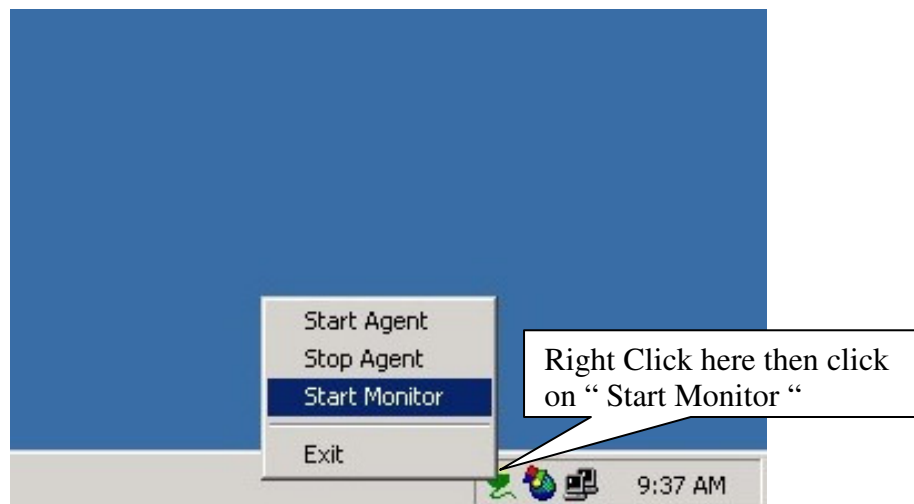 Start Agent
Stop Agent
Start Monitor
Exit
Right Click here then click
on “ Start Monitor “
9:37 AM